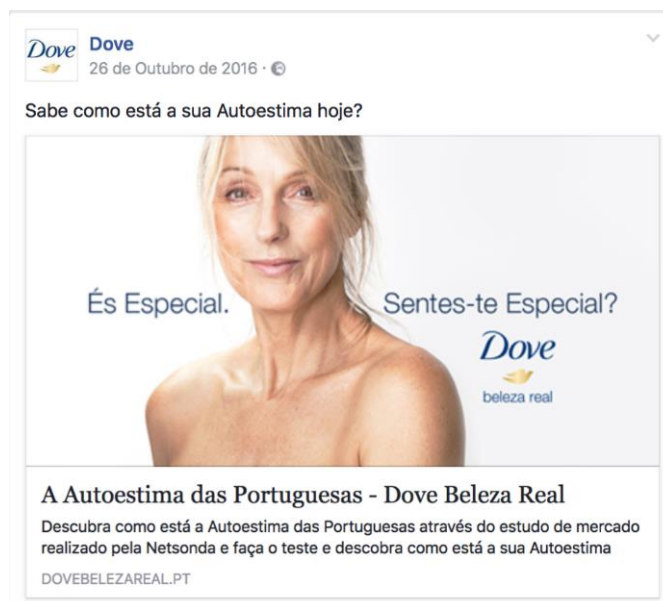 Dove
Dove
26 de Outubro de 2016 ·
Sabe como está a sua Autoestima hoje?
És Especial.
Sentes-te Especial?
Dove
beleza real
A Autoestima das Portuguesas - Dove Beleza Real
Descubra como está a Autoestima das Portuguesas através do estudo de mercado
realizado pela Netsonda e faça o teste e descobra como está a sua Autoestima
DOVEBELEZAREAL.PT